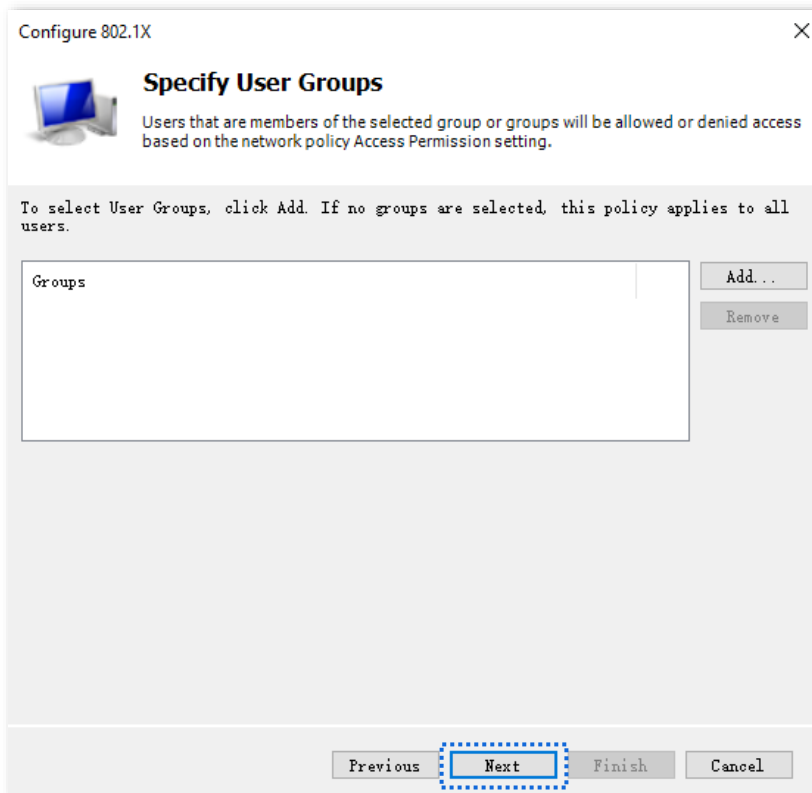 Configure 802.1X
Specify User Groups
Users that are members of the selected group or groups will be allowed or denied access
based on the network policy Access Permission setting.
To select User Groups, click Add. If no groups are selected, this policy applies to all
users.
Groups
Add...
Remove
Previous Next Finish Cancel